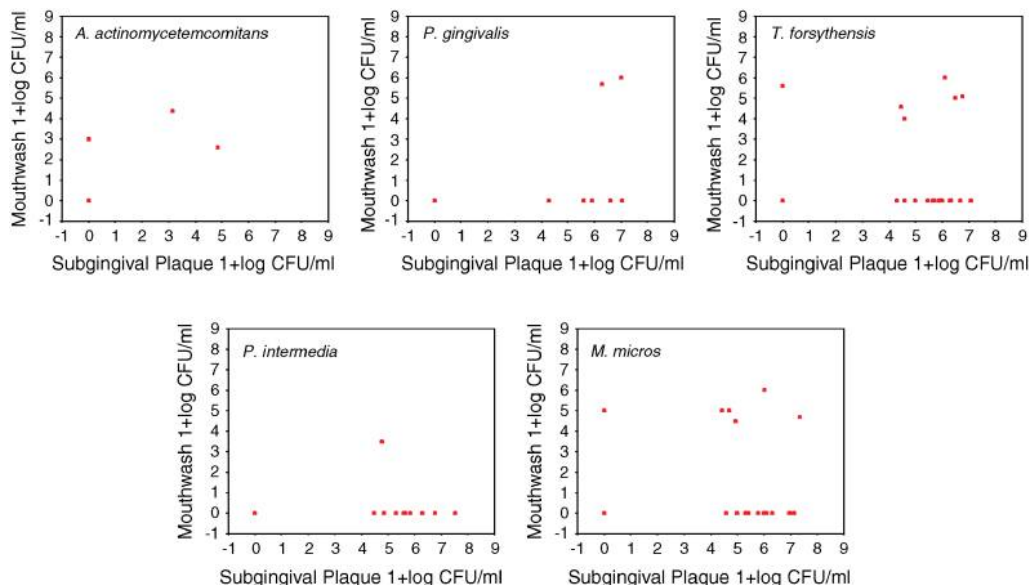 A. actinomycetemcomitans
Mouthwash 1+log CFU/ml
9
8
7
6
5
4
3
2
1
0
-1
-1 0 1 2 3 4 5 6 7 8 9
Subgingival Plaque 1+log CFU/ml
P. gingivalis
Mouthwash 1+log CFU/ml
9
8
7
6
5
4
3
2
1
0
-1
-1 0 1 2 3 4 5 6 7 8 9
Subgingival Plaque 1+log CFU/ml
T. forsythensis
Mouthwash 1+log CFU/ml
9
8
7
6
5
4
3
2
1
0
-1
-1 0 1 2 3 4 5 6 7 8 9
Subgingival Plaque 1+log CFU/ml
P. intermedia
Mouthwash 1+log CFU/ml
9
8
7
6
5
4
3
2
1
0
-1
-1 0 1 2 3 4 5 6 7 8 9
Subgingival Plaque 1+log CFU/ml
M. micros
Mouthwash 1+log CFU/ml
9
8
7
6
5
4
3
2
1
0
-1
-1 0 1 2 3 4 5 6 7 8 9
Subgingival Plaque 1+log CFU/ml